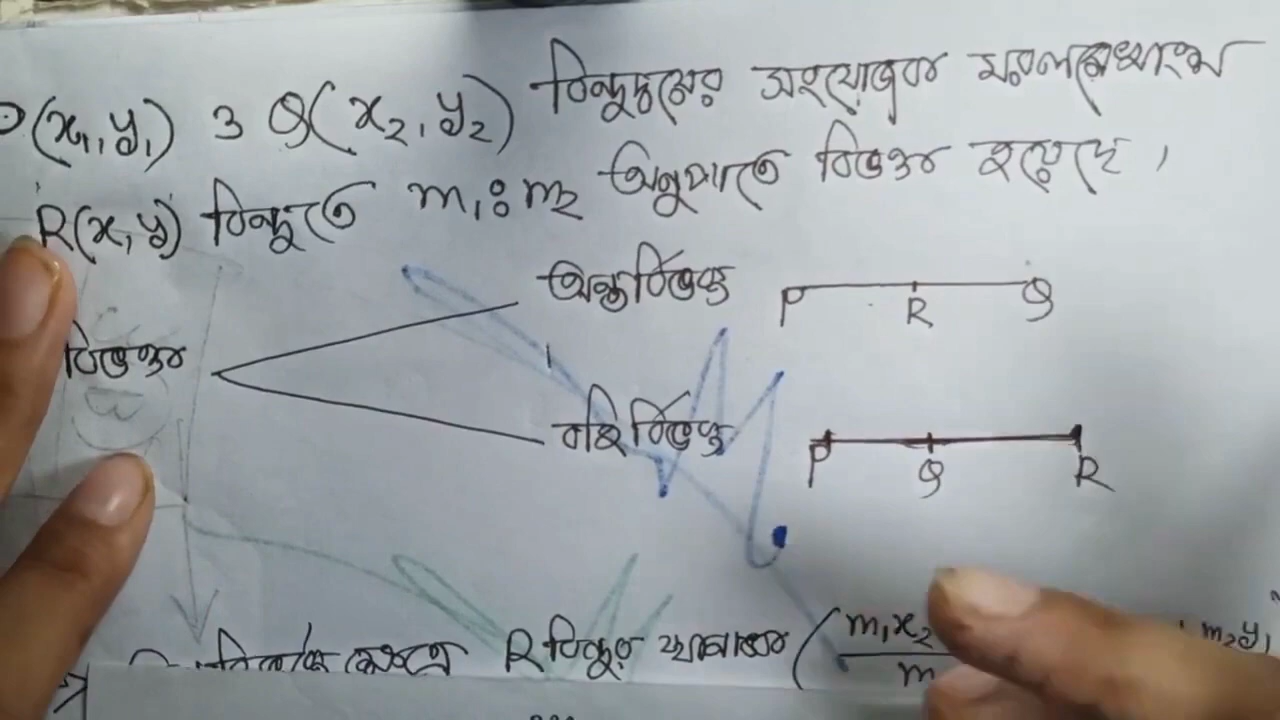 P(x₁, y₁) ও Q(x₂, y₂) বিন্দুদ্বয়ের সংযোজক সরলরেখাংশ
R(x, y) বিন্দুতে m₁:m₂ অনুপাতে বিভক্ত হয়েছে,
অন্তর্বিভক্ত
P R Q
বিভক্ত
বহির্বিভক্ত
P Q R
R বিন্দুর স্থানাঙ্ক (m₁x₂ m₂y₁
m